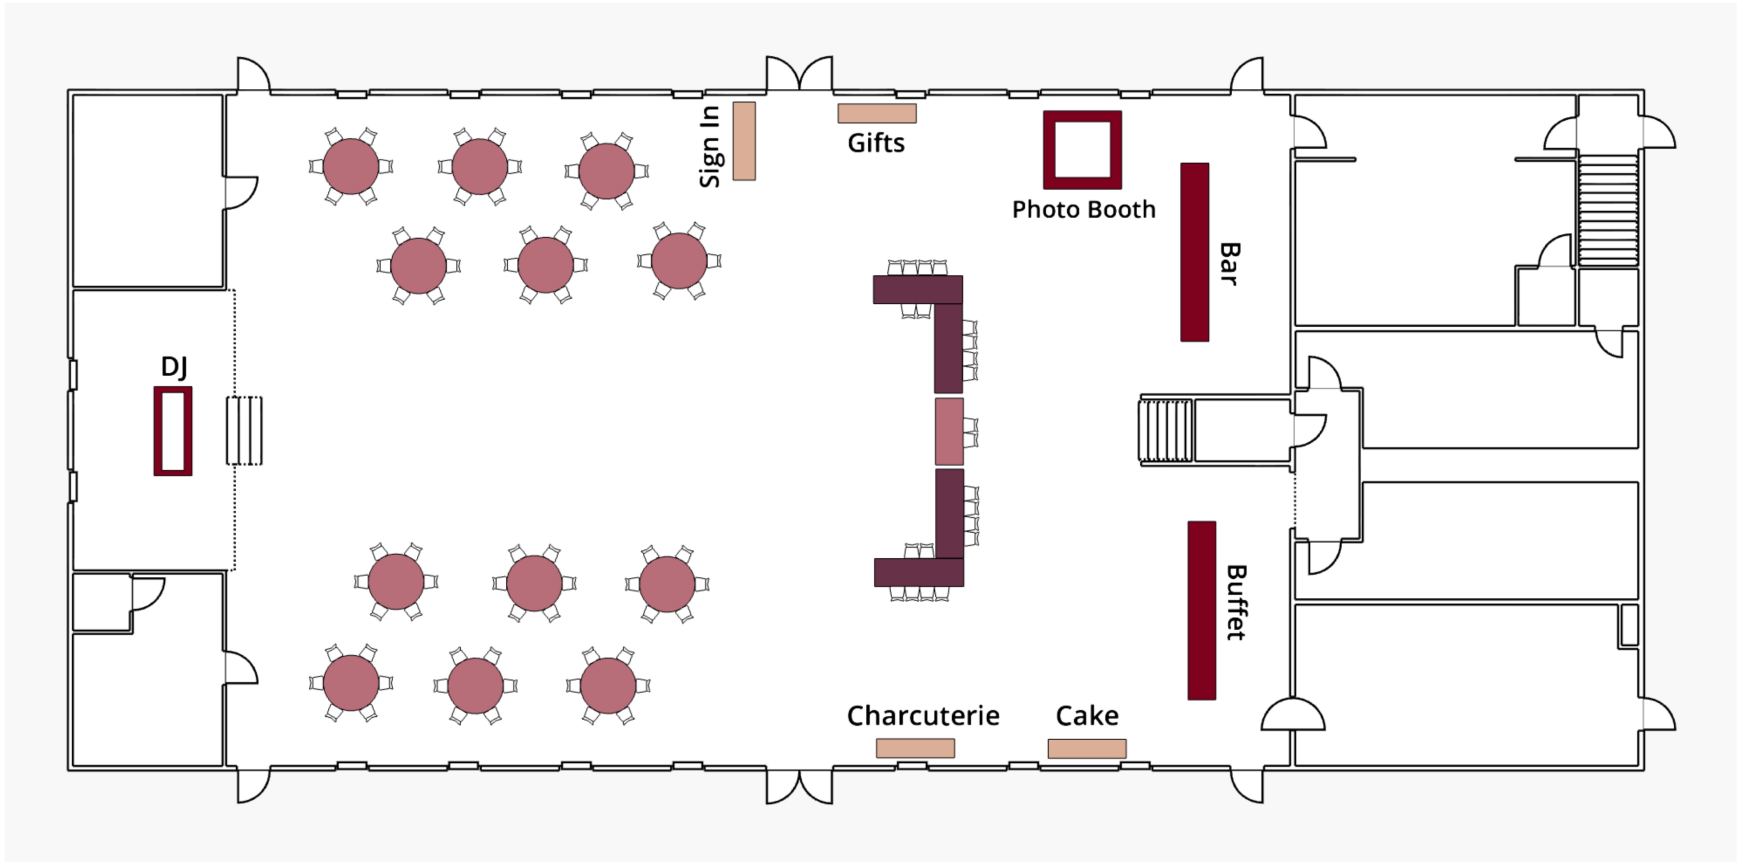 Sign In
Gifts
Photo Booth
Bar
DJ
Buffet
Charcuterie
Cake